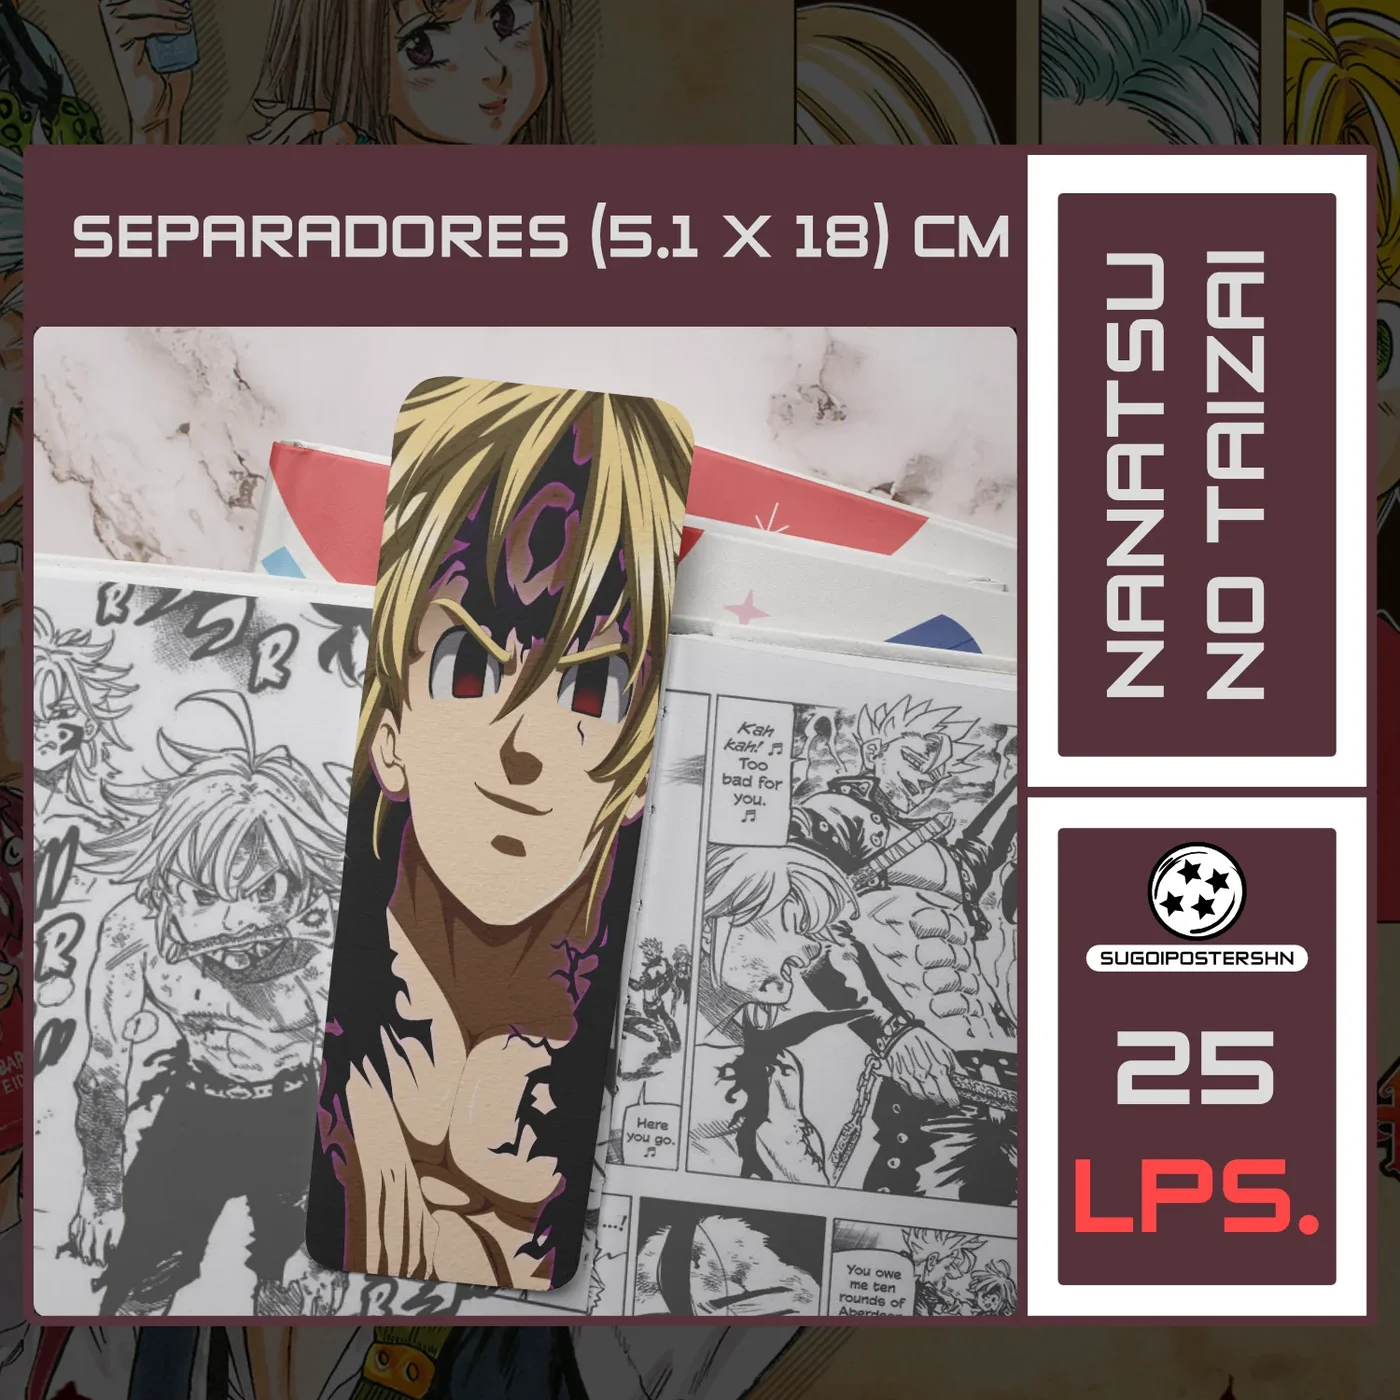 SEPARADORES (5.1 X 18) CM
NANATSU
NO TAIZAI
SUGOIPOSTERSHN
25
LPS.
Kah
kah! ♬
Too
bad for
you.
♬
Here
you go.
♬
...!
You owe
me ten
rounds of